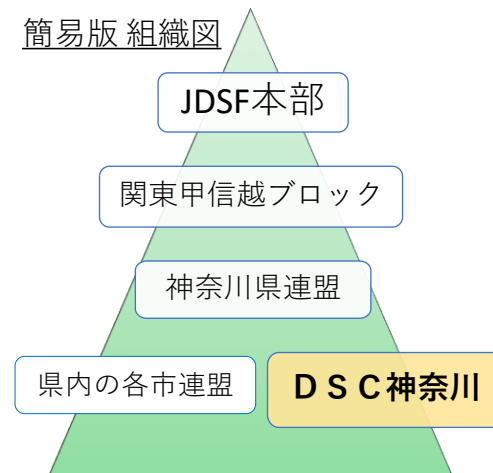 簡易版 組織図
JDSF本部
関東甲信越ブロック
神奈川県連盟
県内の各市連盟
ＤＳＣ神奈川